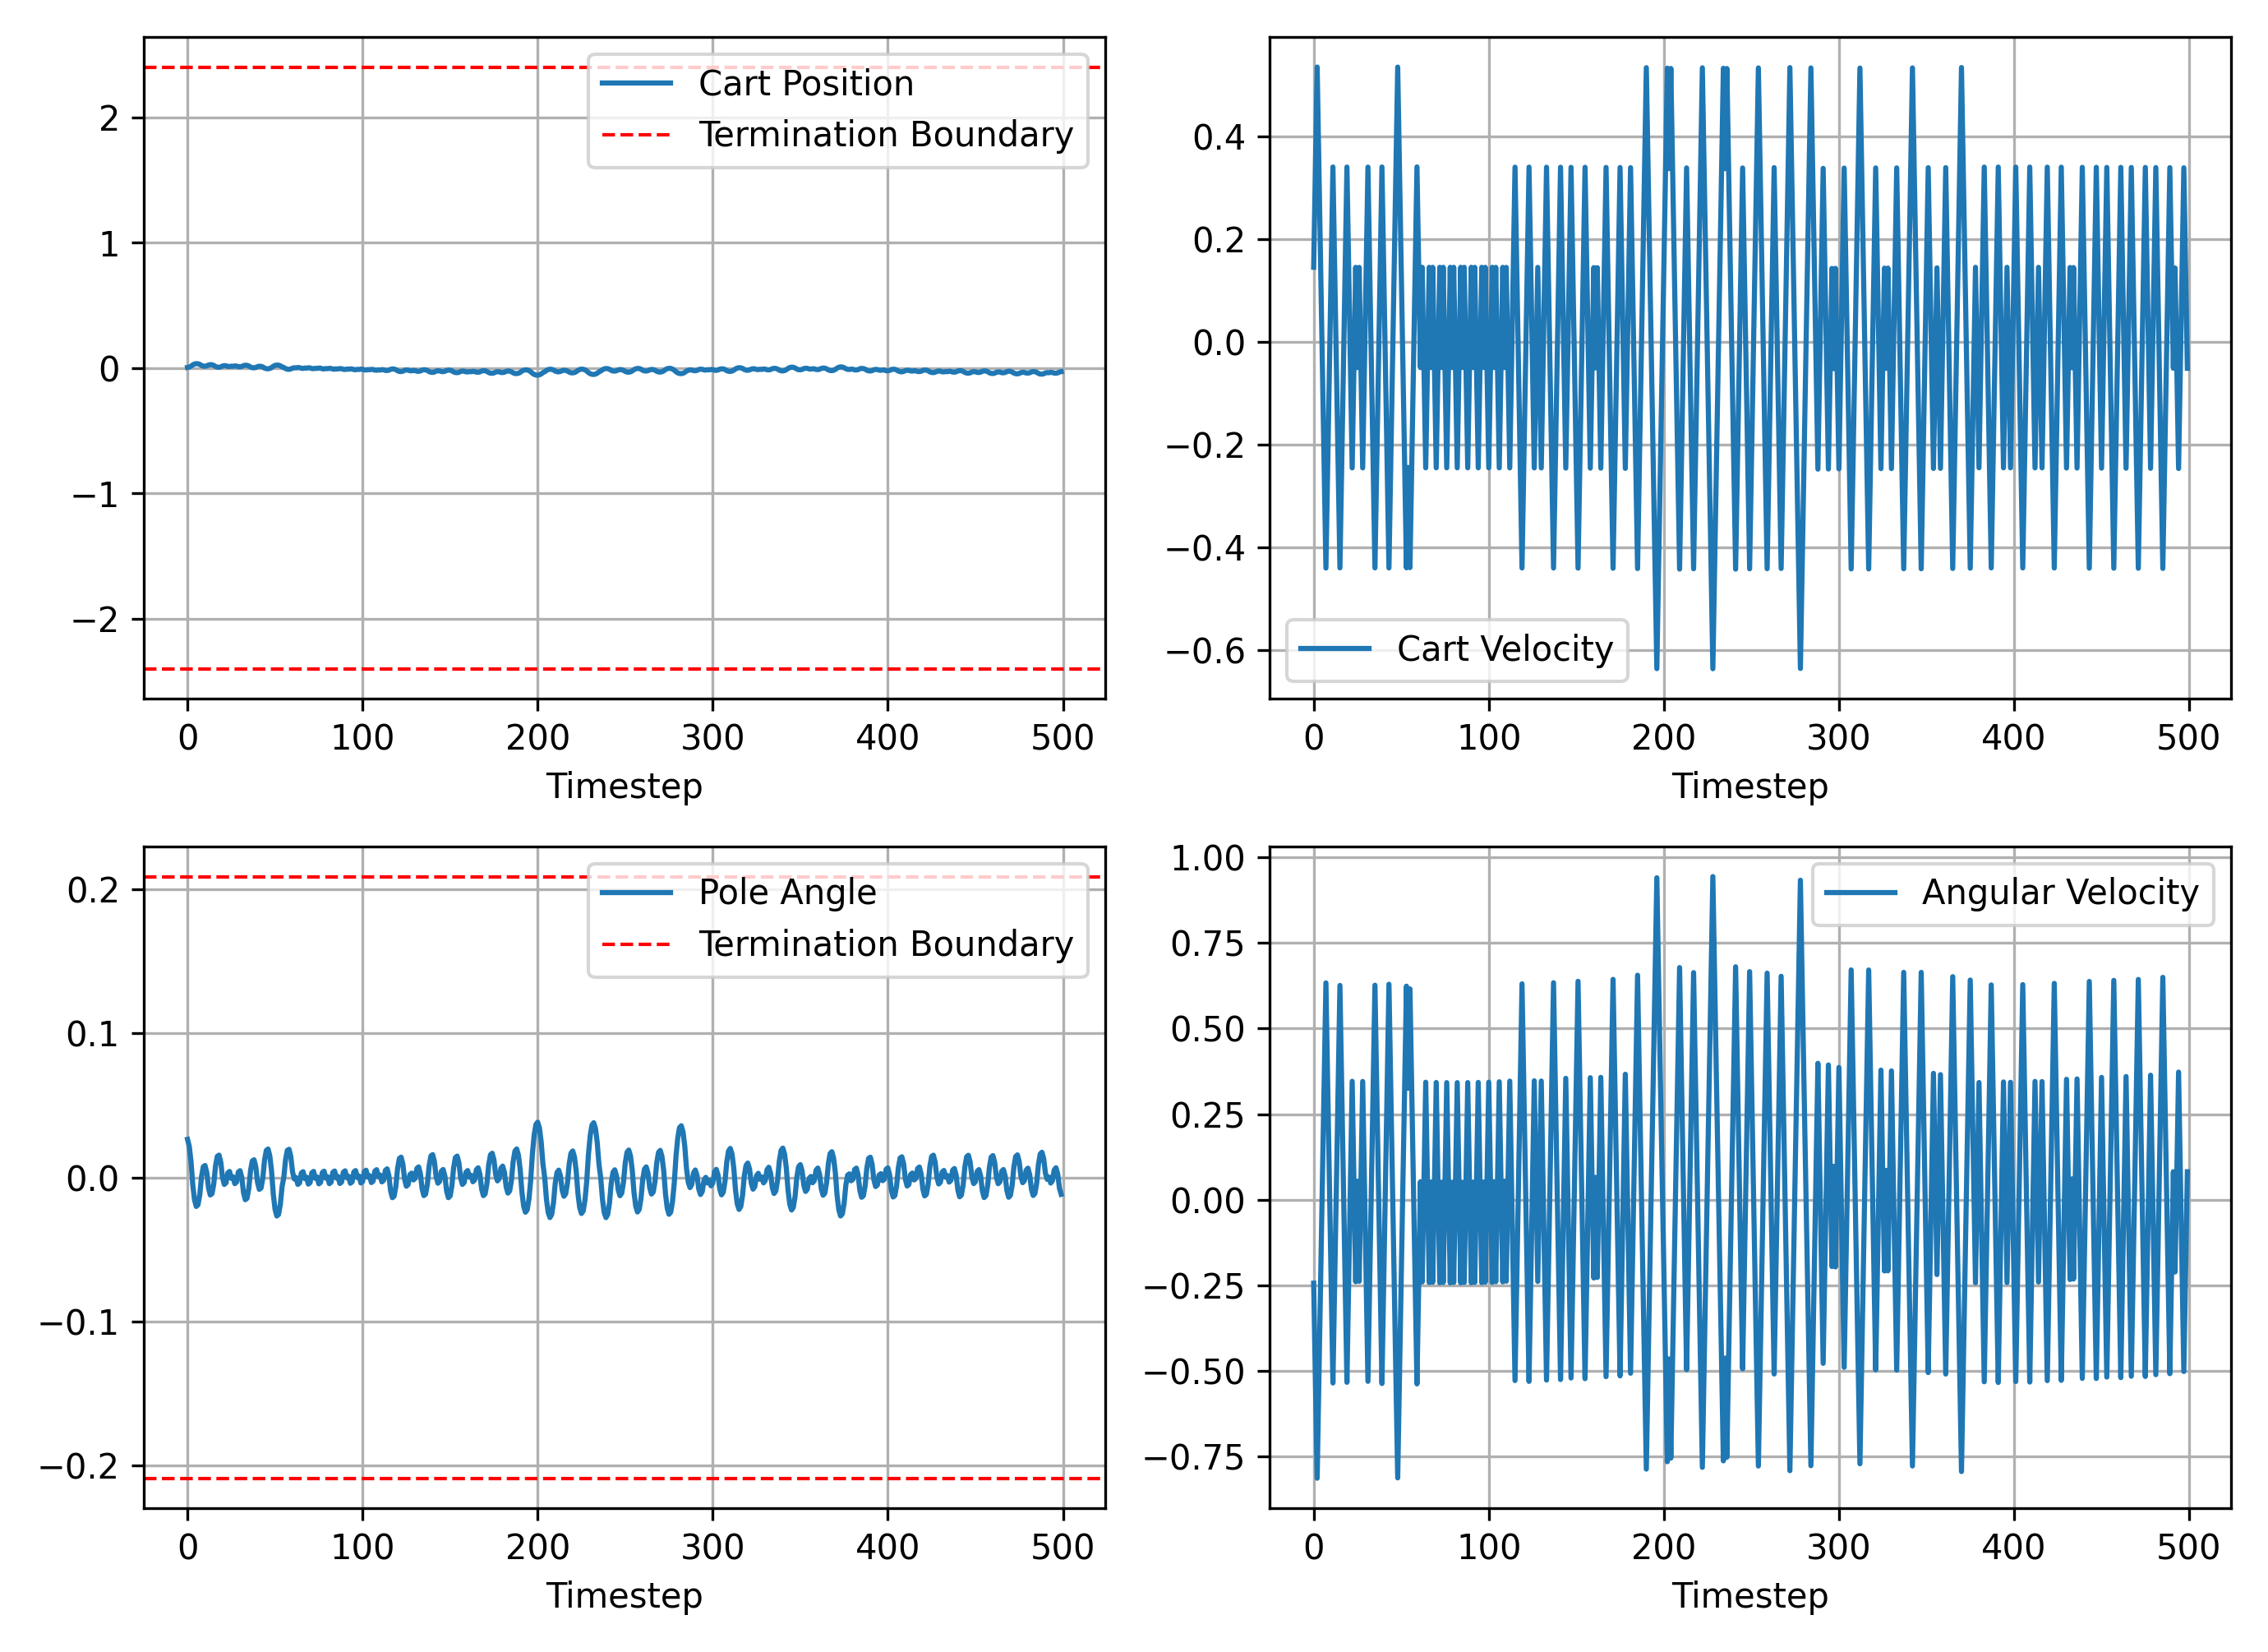 Cart Position
Termination Boundary
2
1
0
−1
−2
0 100 200 300 400 500
Timestep
0.4
0.2
0.0
−0.2
−0.4
−0.6
Cart Velocity
0 100 200 300 400 500
Timestep
Pole Angle
Termination Boundary
0.2
0.1
0.0
−0.1
−0.2
0 100 200 300 400 500
Timestep
Angular Velocity
1.00
0.75
0.50
0.25
0.00
−0.25
−0.50
−0.75
0 100 200 300 400 500
Timestep